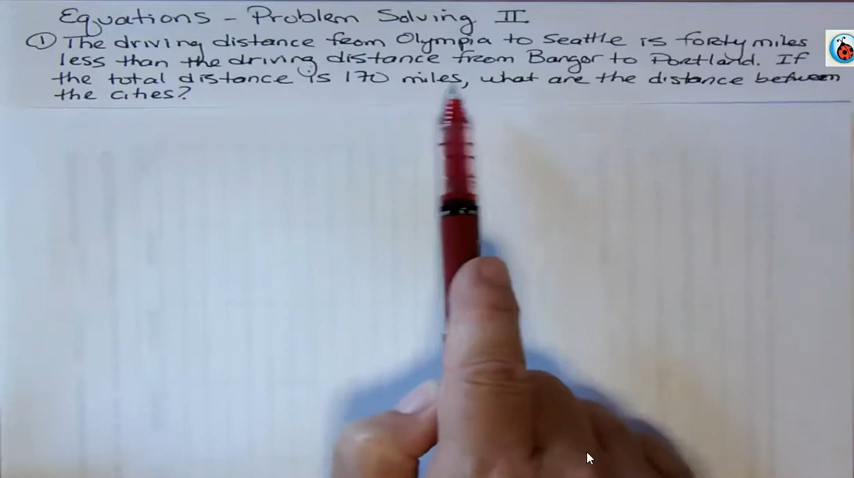 Equations - Problem Solving II
① The driving distance from Olympia to Seattle is forty miles
less than the driving distance from Bangor to Portland. If
the total distance is 170 miles, what are the distance between
the cities?